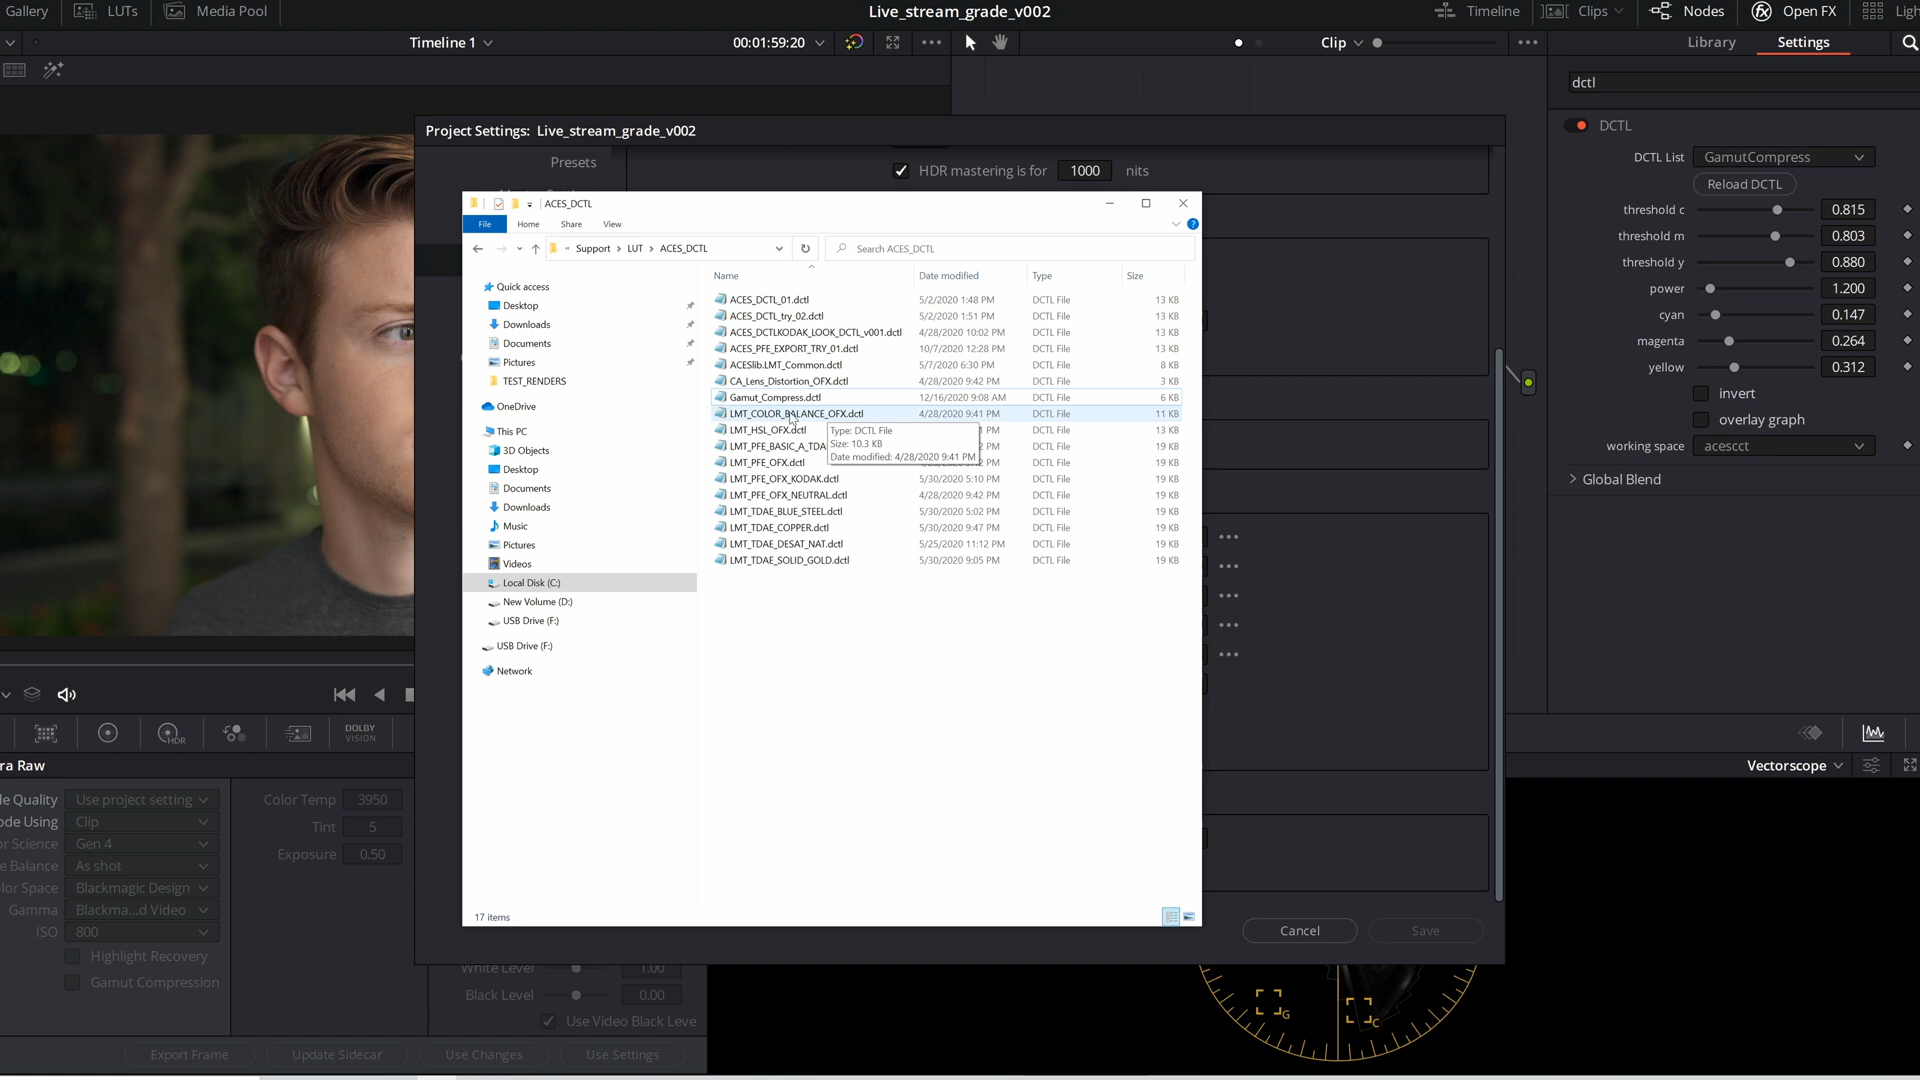 Gallery
LUTs
Media Pool
Live_stream_grade_v002
Timeline
Clips
Nodes
Open FX
Timeline 1
00:01:59:20
Clip
Library
Settings
dctl
Project Settings: Live_stream_grade_v002
Presets
HDR mastering is for 1000 nits
DCTL
DCTL List GamutCompress
Reload DCTL
threshold c 0.815
threshold m 0.803
threshold y 0.880
power 1.200
cyan 0.147
magenta 0.264
yellow 0.312
invert
overlay graph
working space acescct
Global Blend
ACES_DCTL
File Home Share View
« Support > LUT > ACES_DCTL
Search ACES_DCTL
Quick access
Desktop
Downloads
Documents
Pictures
TEST_RENDERS
OneDrive
This PC
3D Objects
Desktop
Documents
Downloads
Music
Pictures
Videos
Local Disk (C:)
New Volume (D:)
USB Drive (F:)
USB Drive (F:)
Network
Name Date modified Type Size
ACES_DCTL_01.dctl 5/2/2020 1:48 PM DCTL File 13 KB
ACES_DCTL_try_02.dctl 5/2/2020 1:51 PM DCTL File 13 KB
ACES_DCTLKODAK_LOOK_DCTL_v001.dctl 4/28/2020 10:02 PM DCTL File 13 KB
ACES_PFE_EXPORT_TRY_01.dctl 10/7/2020 12:28 PM DCTL File 13 KB
ACESlib.LMT_Common.dctl 5/7/2020 6:30 PM DCTL File 8 KB
CA_Lens_Distortion_OFX.dctl 4/28/2020 9:42 PM DCTL File 3 KB
Gamut_Compress.dctl 12/16/2020 9:08 AM DCTL File 6 KB
LMT_COLOR_BALANCE_OFX.dctl 4/28/2020 9:41 PM DCTL File 11 KB
LMT_HSL_OFX.dctl PM DCTL File 13 KB
LMT_PFE_BASIC_A_TDA PM DCTL File 19 KB
LMT_PFE_OFX.dctl PM DCTL File 19 KB
LMT_PFE_OFX_KODAK.dctl 5/30/2020 5:10 PM DCTL File 19 KB
LMT_PFE_OFX_NEUTRAL.dctl 4/28/2020 9:42 PM DCTL File 19 KB
LMT_TDAE_BLUE_STEEL.dctl 5/30/2020 5:02 PM DCTL File 19 KB
LMT_TDAE_COPPER.dctl 5/30/2020 9:47 PM DCTL File 19 KB
LMT_TDAE_DESAT_NAT.dctl 5/25/2020 11:12 PM DCTL File 19 KB
LMT_TDAE_SOLID_GOLD.dctl 5/30/2020 9:05 PM DCTL File 19 KB
Type: DCTL File
Size: 10.3 KB
Date modified: 4/28/2020 9:41 PM
17 items
Cancel
Save
HDR
DOLBY
VISION
ra Raw
Vectorscope
le Quality Use project setting
ode Using Clip
or Science Gen 4
e Balance As shot
lor Space Blackmagic Design
Gamma Blackma...d Video
ISO 800
Highlight Recovery
Gamut Compression
Color Temp 3950
Tint 5
Exposure 0.50
White Level 1.00
Black Level 0.00
Use Video Black Leve
Export Frame
Update Sidecar
Use Changes
Use Settings
G
C